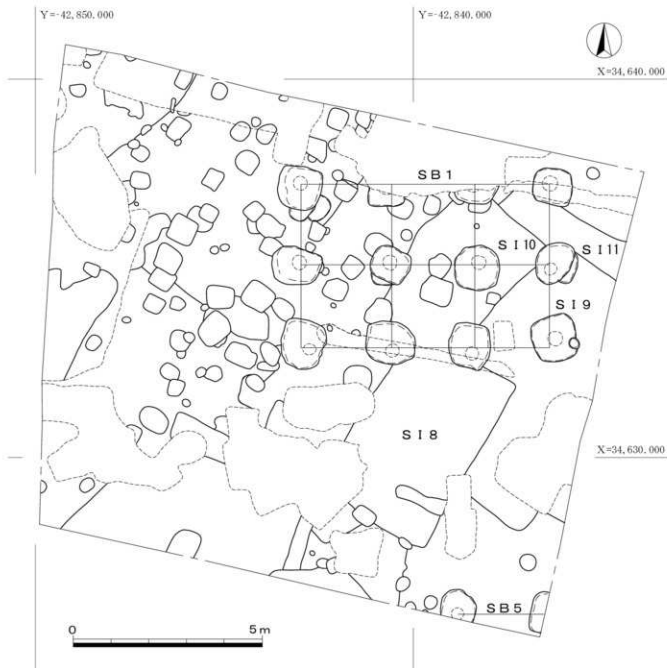 Y=-42,850.000
Y=-42,840.000
X=34,640.000
SB1
SI10
SI11
SI9
SI8
X=34,630.000
SB5
0 5m